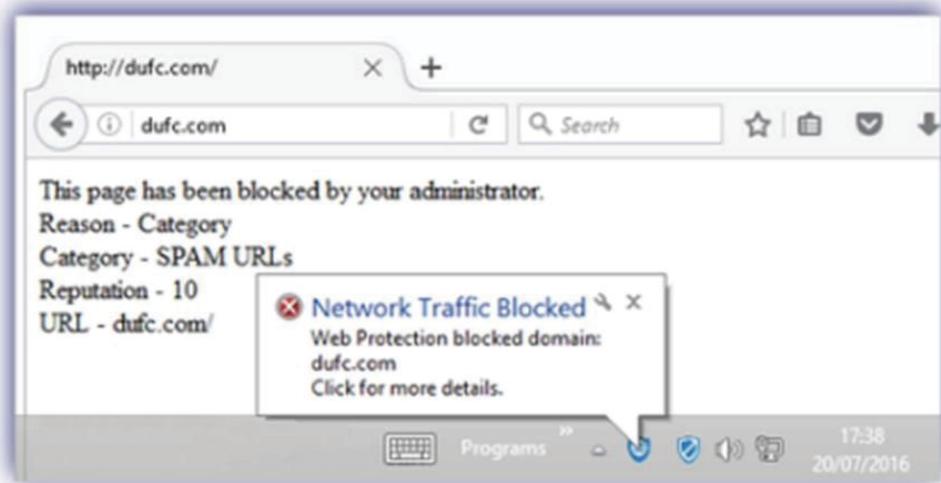 http://dufc.com/
dufc.com
Search
This page has been blocked by your administrator.
Reason - Category
Category - SPAM URLs
Reputation - 10
URL - dufc.com/
Network Traffic Blocked
Web Protection blocked domain:
dufc.com
Click for more details.
Programs
17:38
20/07/2016